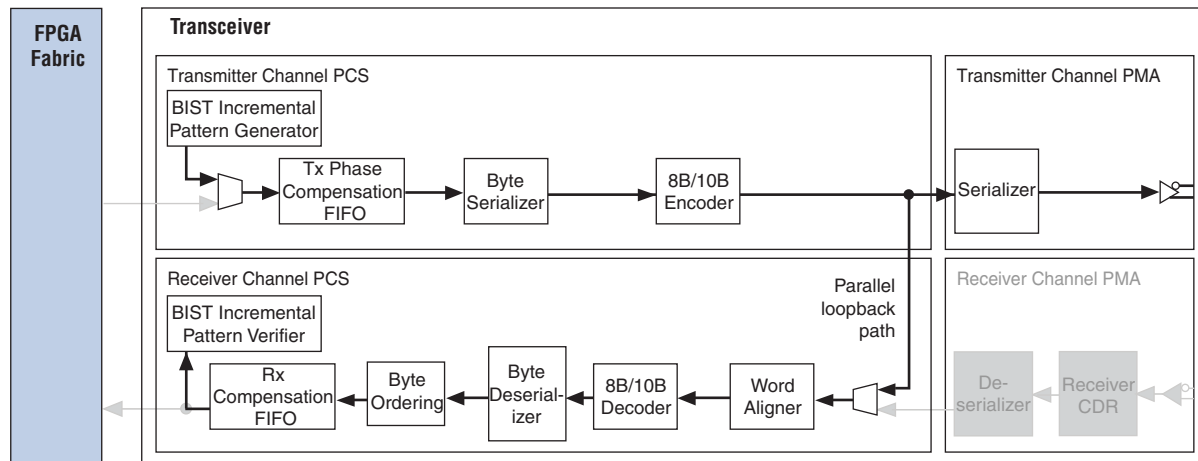 FPGA
Fabric
Transceiver
Transmitter Channel PCS
BIST Incremental
Pattern Generator
Tx Phase
Compensation
FIFO
Byte
Serializer
8B/10B
Encoder
Transmitter Channel PMA
Serializer
Receiver Channel PCS
BIST Incremental
Pattern Verifier
Rx
Compensation
FIFO
Byte
Ordering
Byte
Deserial-
izer
8B/10B
Decoder
Word
Aligner
Parallel
loopback
path
Receiver Channel PMA
De-
serializer
Receiver
CDR